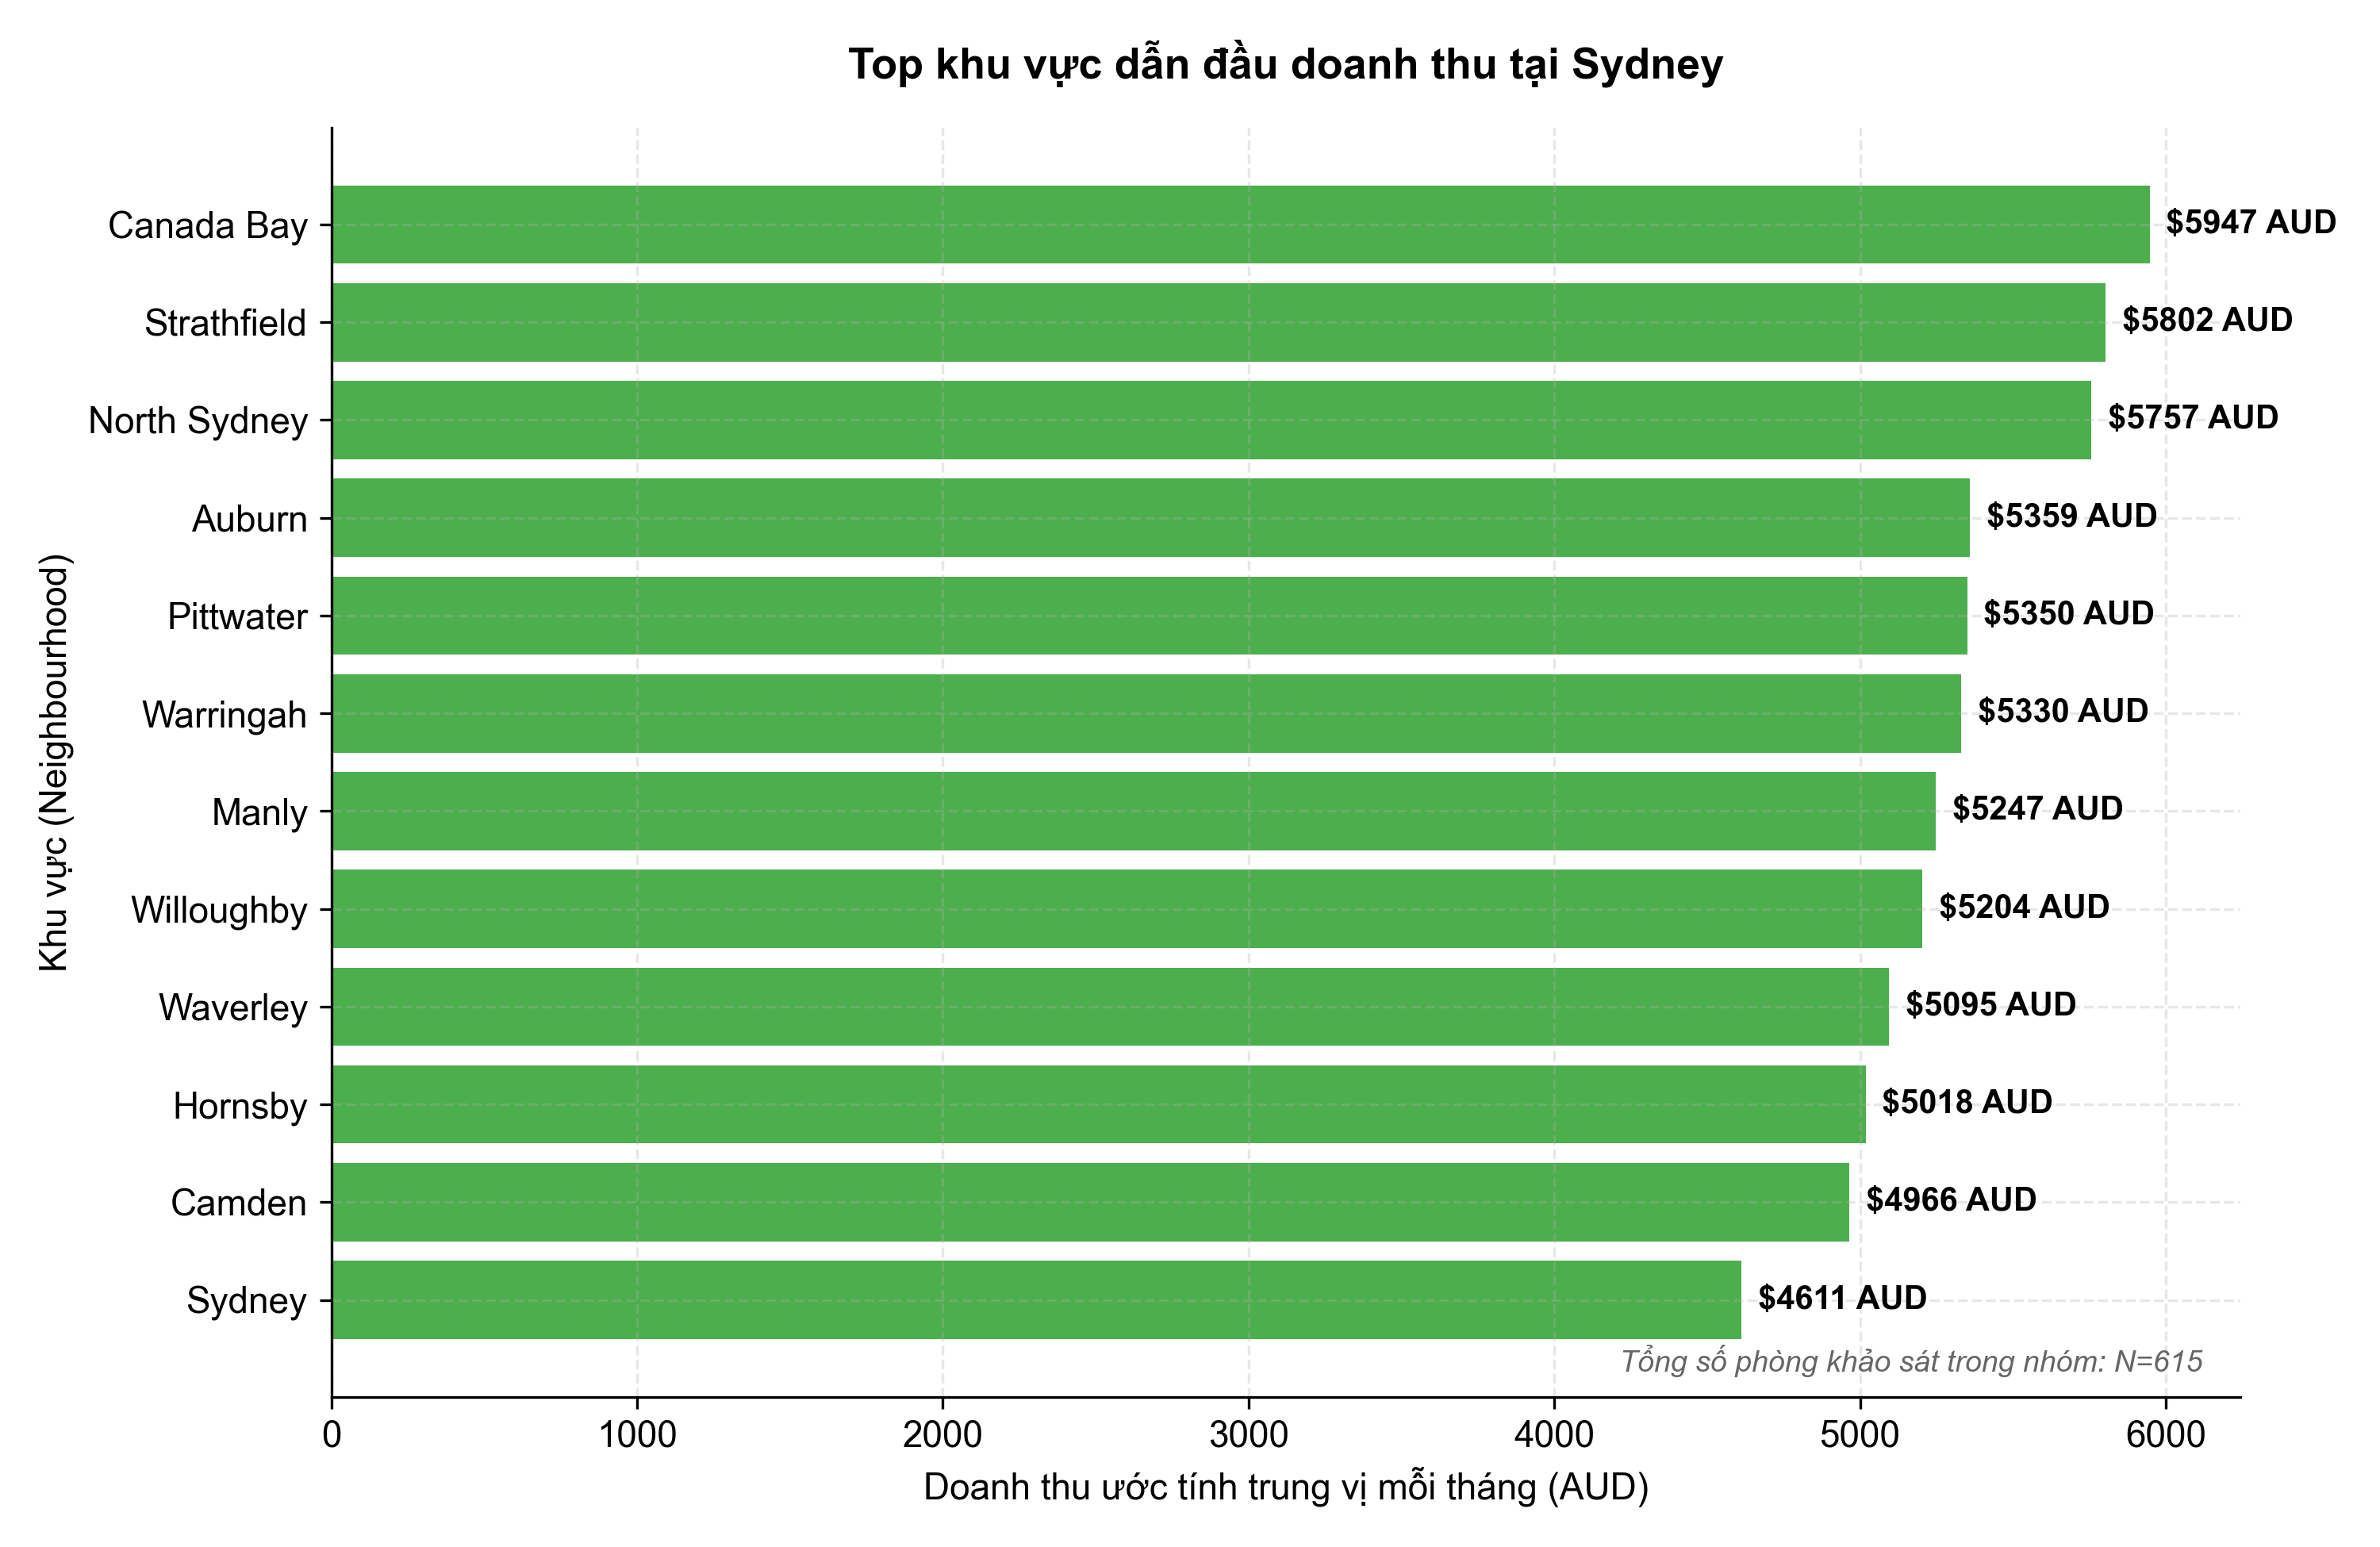 Top khu vực dẫn đầu doanh thu tại Sydney
Khu vực (Neighbourhood)
Canada Bay $5947 AUD
Strathfield $5802 AUD
North Sydney $5757 AUD
Auburn $5359 AUD
Pittwater $5350 AUD
Warringah $5330 AUD
Manly $5247 AUD
Willoughby $5204 AUD
Waverley $5095 AUD
Hornsby $5018 AUD
Camden $4966 AUD
Sydney $4611 AUD
Tổng số phòng khảo sát trong nhóm: N=615
0 1000 2000 3000 4000 5000 6000
Doanh thu ước tính trung vị mỗi tháng (AUD)